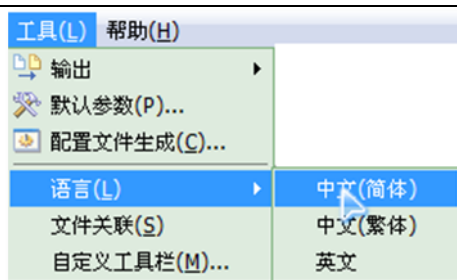 工具(L) 帮助(H)
输出
默认参数(P)...
配置文件生成(C)...
语言(L) 中文(简体)
文件关联(S) 中文(繁体)
自定义工具栏(M)... 英文